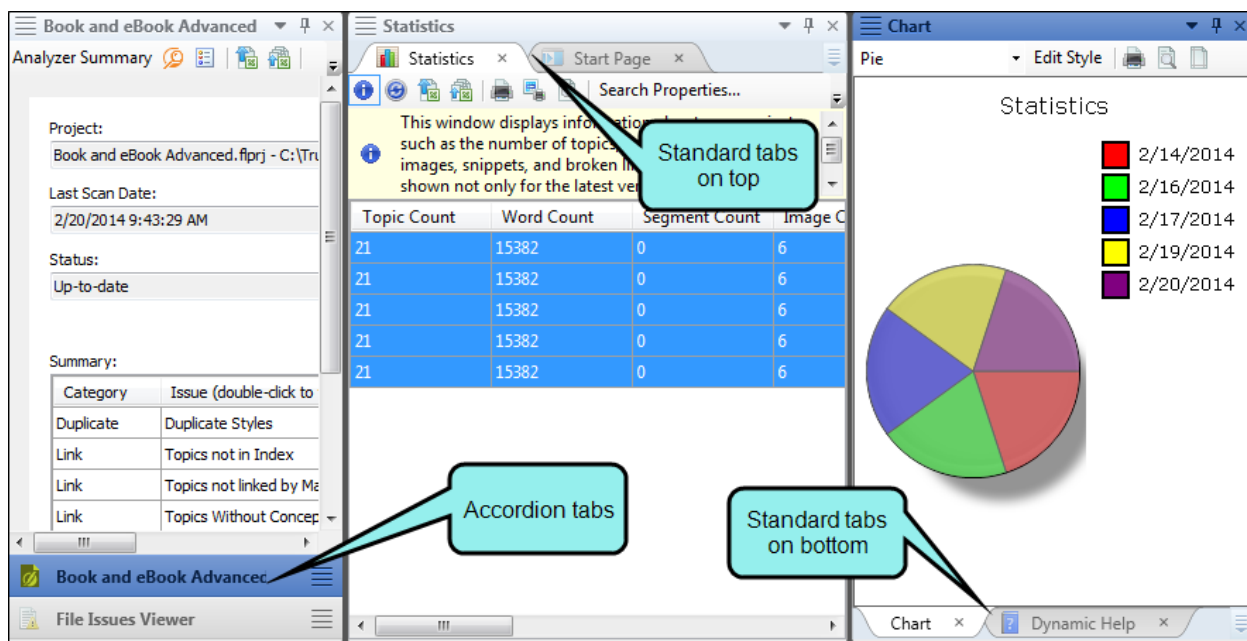 Book and eBook Advanced
Analyzer Summary
Project:
Book and eBook Advanced.flprj - C:\Tru
Last Scan Date:
2/20/2014 9:43:29 AM
Status:
Up-to-date
Summary:
Category Issue (double-click to
Duplicate Duplicate Styles
Link Topics not in Index
Link Topics not linked by Ma
Link Topics Without Concep
Book and eBook Advanced
File Issues Viewer
Accordion tabs
Statistics
Statistics Start Page
Search Properties...
This window displays
such as the number of topics,
images, snippets, and broken
shown not only for the latest
Standard tabs
on top
Topic Count Word Count Segment Count Image C
21 15382 0 6
21 15382 0 6
21 15382 0 6
21 15382 0 6
21 15382 0 6
Chart
Pie Edit Style
Statistics
2/14/2014
2/16/2014
2/17/2014
2/19/2014
2/20/2014
Standard tabs
on bottom
Chart Dynamic Help